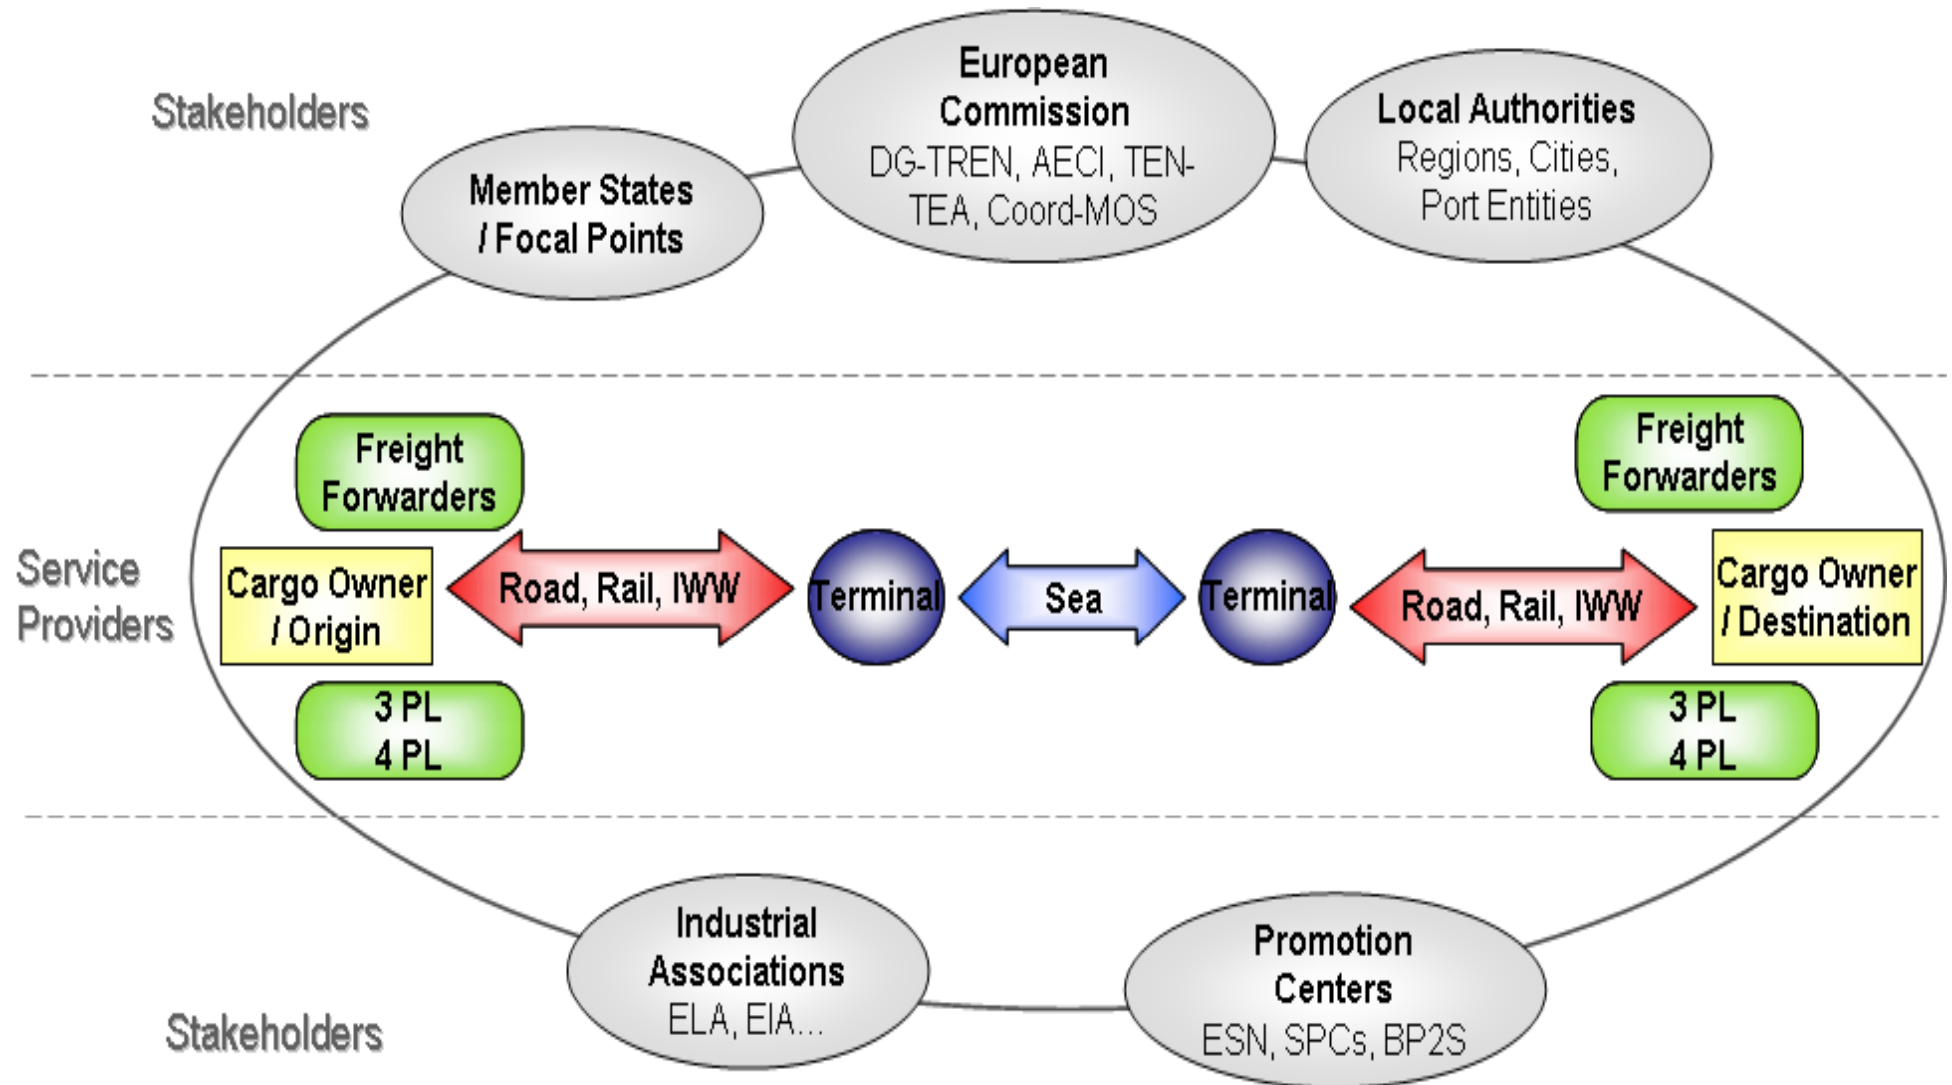 Stakeholders
European
Commission
DG-TREN, AECI, TEN-
TEA, Coord-MOS
Local Authorities
Regions, Cities,
Port Entities
Member States
/ Focal Points
Service
Providers
Freight
Forwarders
Cargo Owner
/ Origin
3 PL
4 PL
Road, Rail, IWW
Terminal
Sea
Terminal
Road, Rail, IWW
Freight
Forwarders
Cargo Owner
/ Destination
3 PL
4 PL
Stakeholders
Industrial
Associations
ELA, EIA...
Promotion
Centers
ESN, SPCs, BP2S